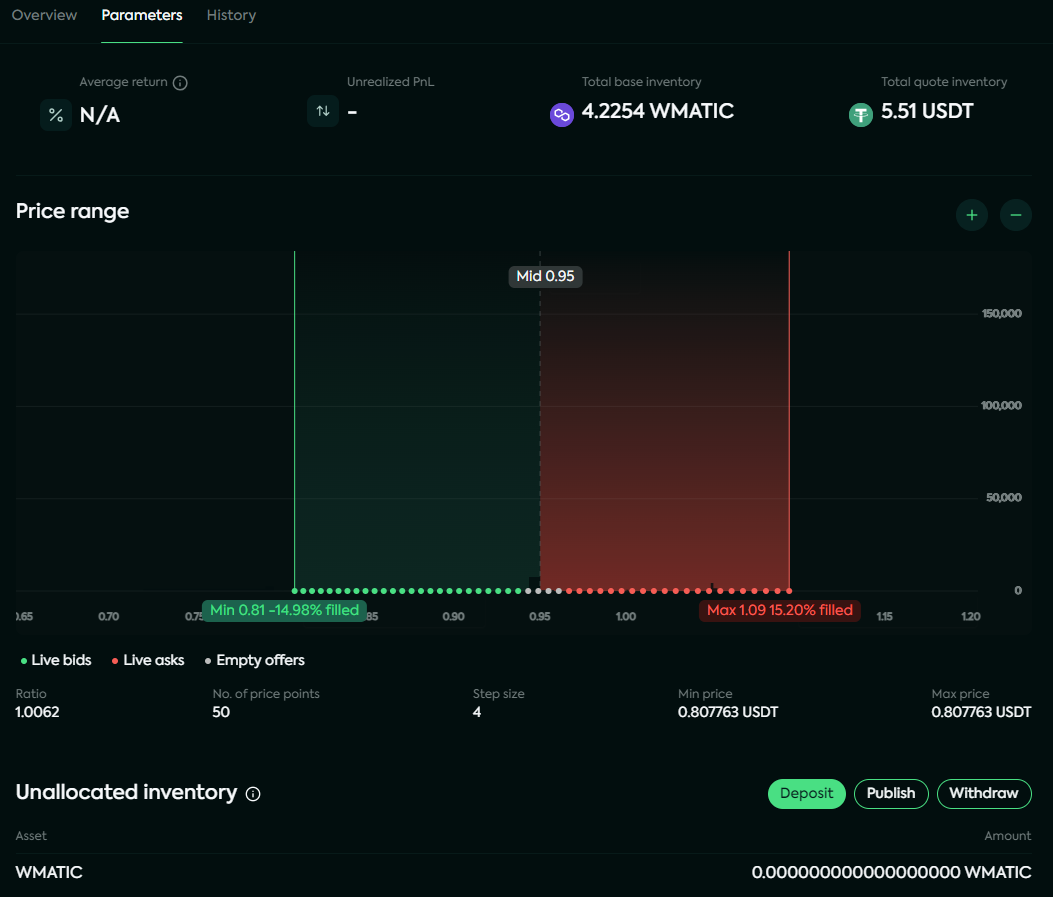 Overview Parameters History
Average return Unrealized PnL Total base inventory Total quote inventory
% N/A - 4.2254 WMATIC 5.51 USDT
Price range
+ −
Mid 0.95
150,000
100,000
50,000
0
0.65 0.70 0.75 Min 0.81 -14.98% filled 85 0.90 0.95 1.00 Max 1.09 15.20% filled 1.15 1.20
Live bids Live asks Empty offers
Ratio No. of price points Step size Min price Max price
1.0062 50 4 0.807763 USDT 0.807763 USDT
Unallocated inventory Deposit Publish Withdraw
Asset Amount
WMATIC 0.000000000000000000 WMATIC